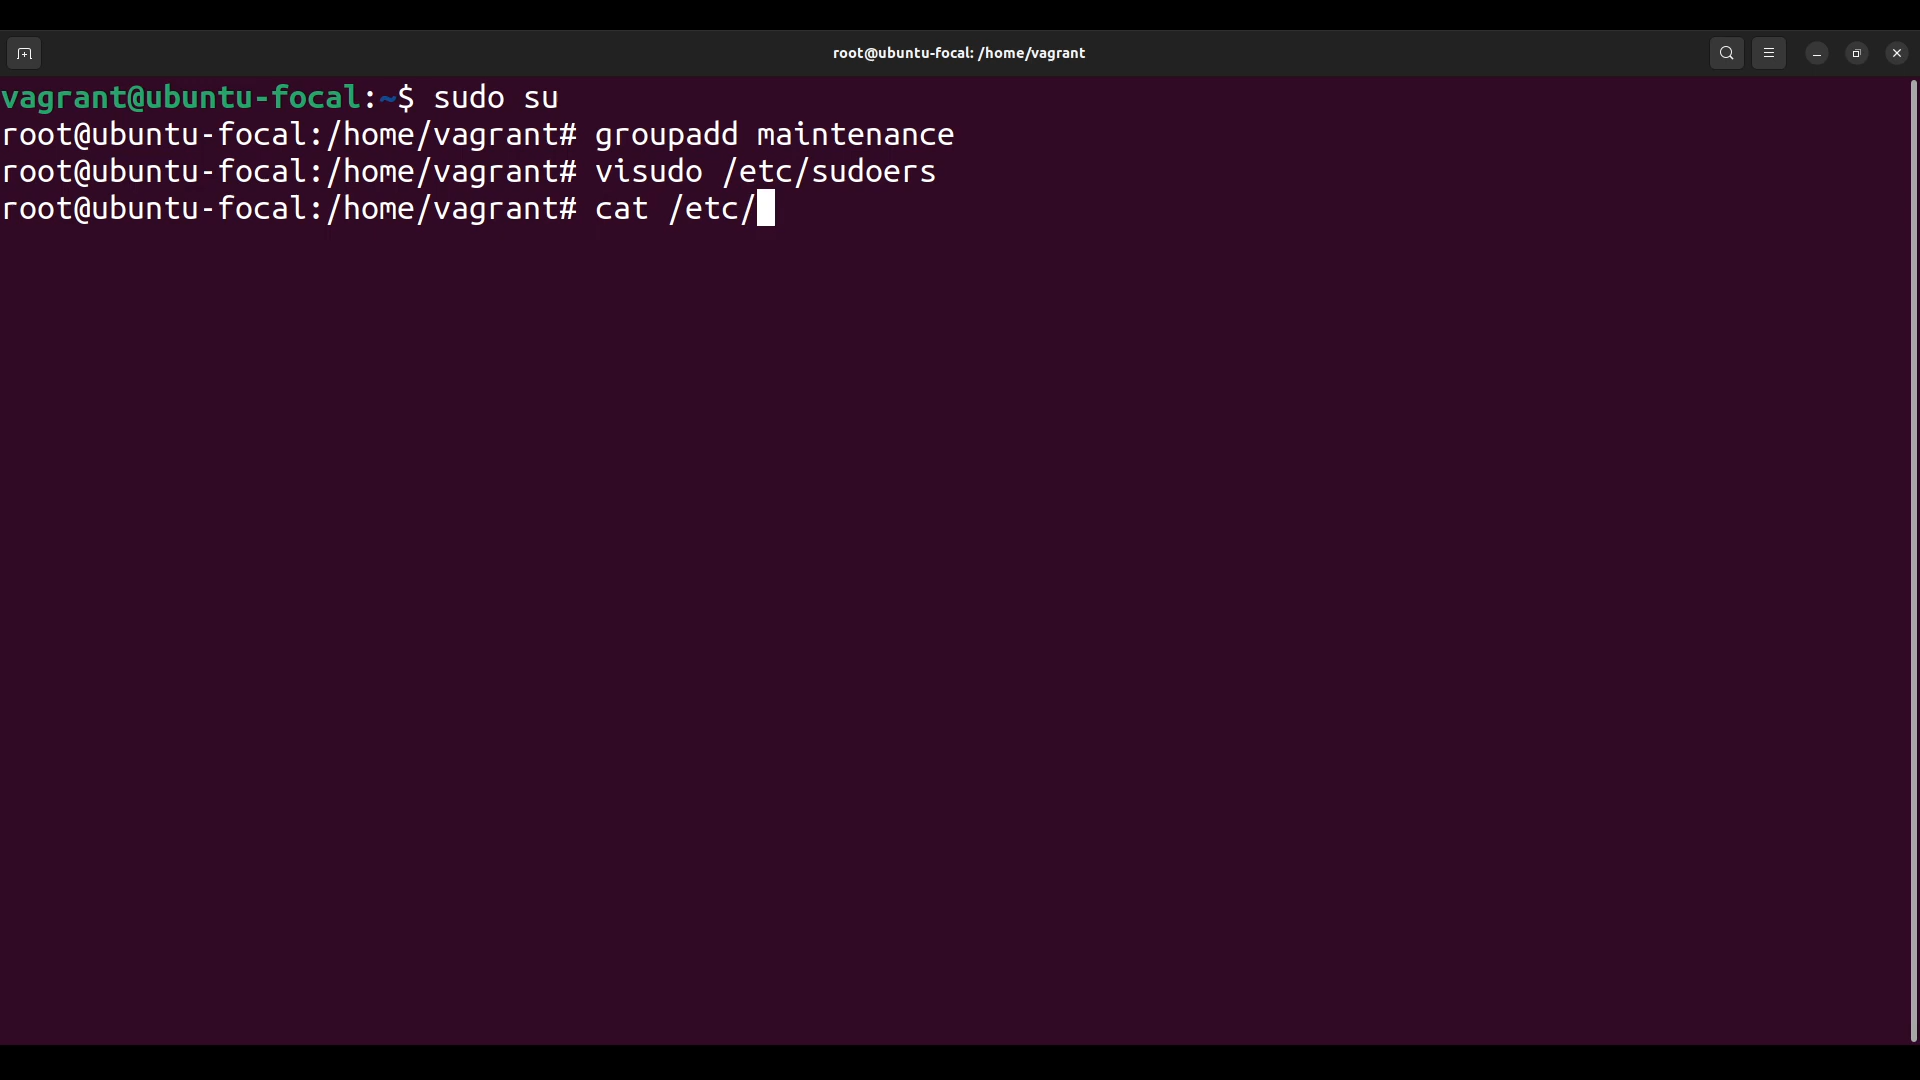 root@ubuntu-focal: /home/vagrant
vagrant@ubuntu-focal:~$ sudo su
root@ubuntu-focal:/home/vagrant# groupadd maintenance
root@ubuntu-focal:/home/vagrant# visudo /etc/sudoers
root@ubuntu-focal:/home/vagrant# cat /etc/